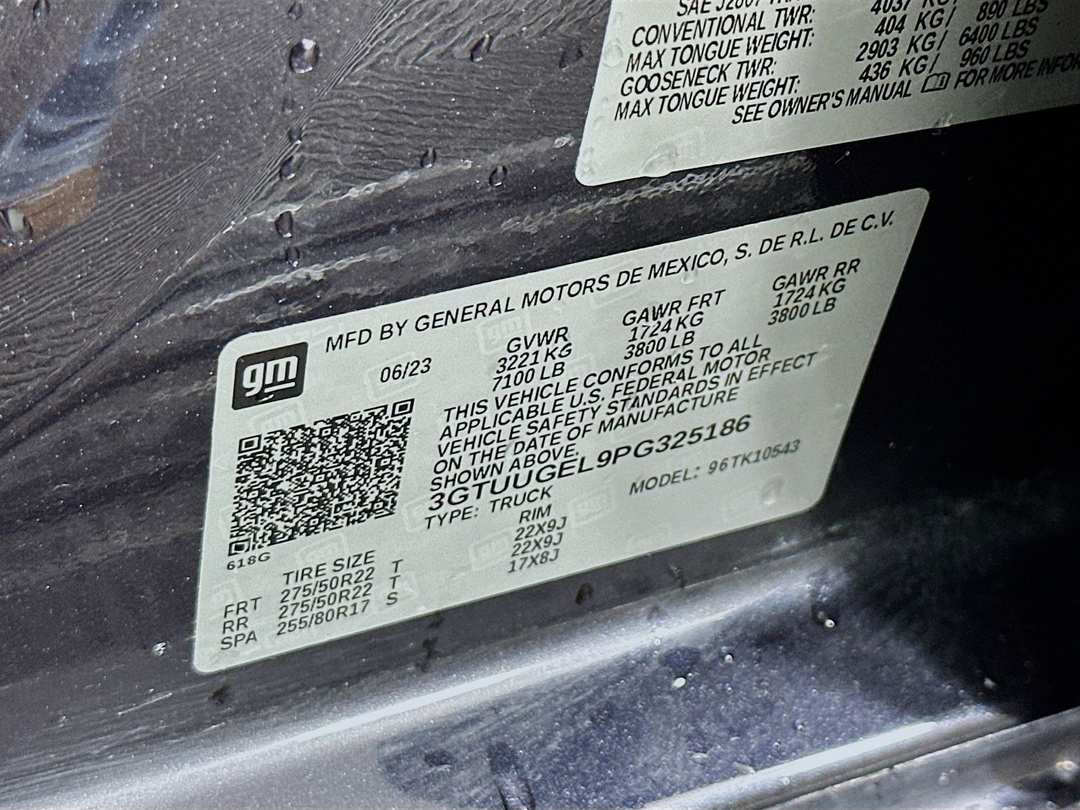 CONVENTIONAL TWR: 4037 KG/
MAX TONGUE WEIGHT: 404 KG/ 890 LBS
GOOSENECK TWR: 2903 KG/ 6400 LBS
MAX TONGUE WEIGHT: 436 KG/ 960 LBS
SEE OWNER'S MANUAL FOR MORE
gm
MFD BY GENERAL MOTORS DE MEXICO, S. DE R.L. DE C.V.
06/23
GVWR GAWR FRT GAWR RR
3221 KG 1724 KG 1724 KG
7100 LB 3800 LB 3800 LB
THIS VEHICLE CONFORMS TO ALL
APPLICABLE U.S. FEDERAL MOTOR
VEHICLE SAFETY STANDARDS IN EFFECT
ON THE DATE OF MANUFACTURE
SHOWN ABOVE.
3GTUUGEL9PG325186
TYPE: TRUCK MODEL: 96TK10543
618G
TIRE SIZE RIM
FRT 275/50R22 T 22X9J
RR 275/50R22 T 22X9J
SPA 255/80R17 S 17X8J